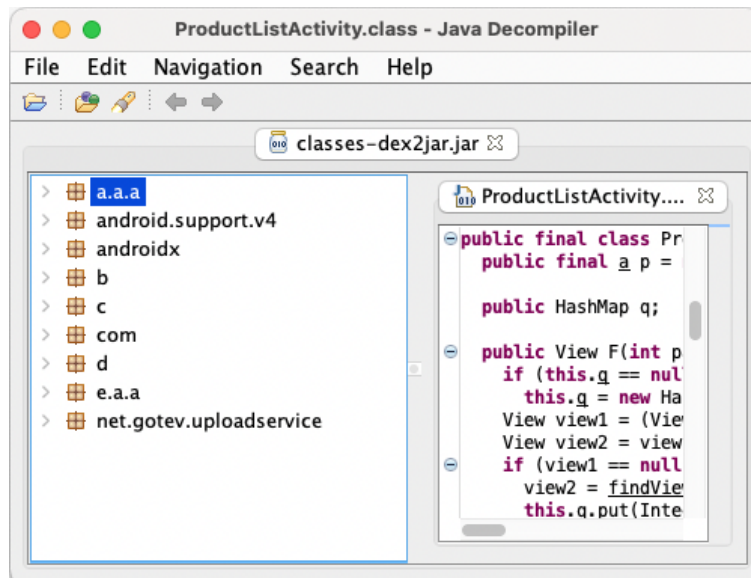 ProductListActivity.class - Java Decompiler
File Edit Navigation Search Help
classes-dex2jar.jar
a.a.a
android.support.v4
androidx
b
c
com
d
e.a.a
net.gotev.uploadservice
ProductListActivity....
public final class Pr
public final a p =
public HashMap q;
public View F(int p
if (this.q == nul
this.q = new Ha
View view1 = (Vie
View view2 = view
if (view1 == null
view2 = findVie
this.q.put(Inte